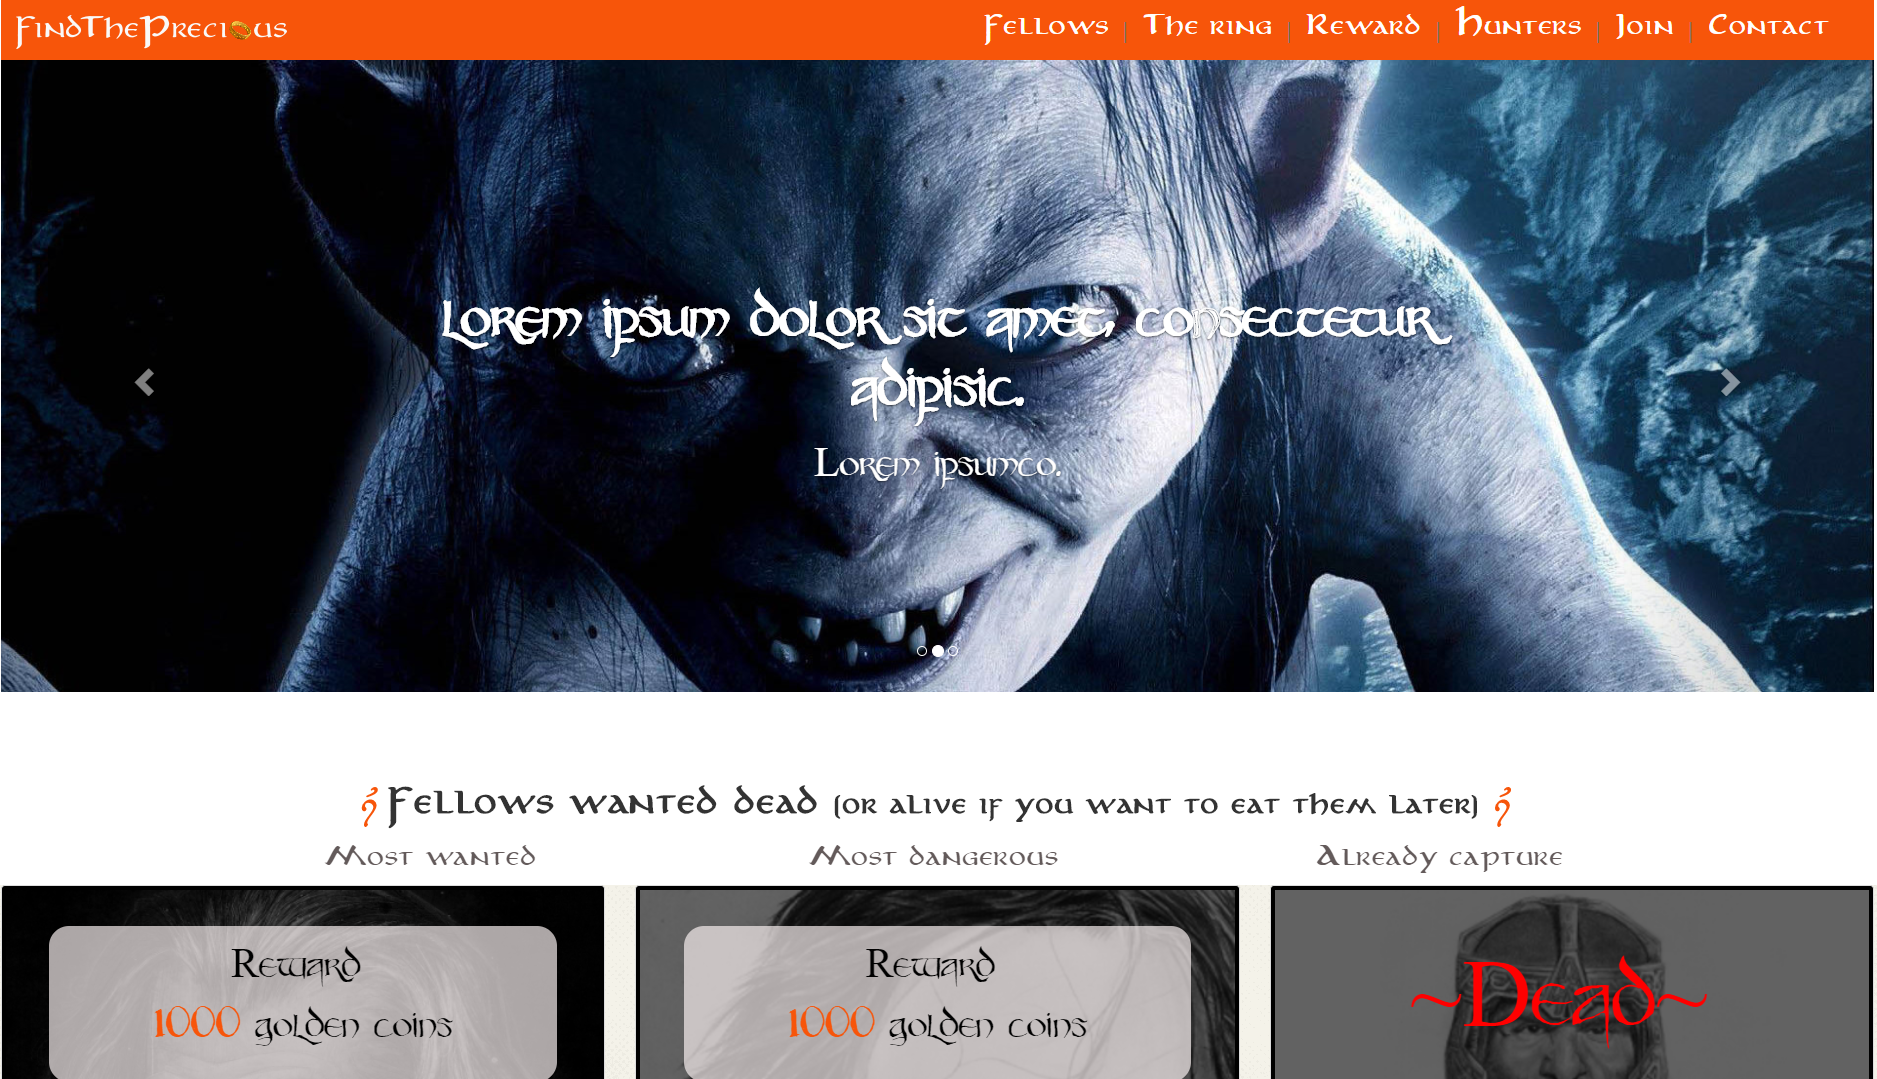 FindThePrecious
Fellows
The ring
Reward
Hunters
Join
Contact
Lorem ipsum dolor sit amet, consectetur
adipisic.
Lorem ipsumco.
Fellows wanted dead (or alive if you want to eat them later)
Most wanted
Most dangerous
Already capture
Reward
1000 golden coins
Reward
1000 golden coins
~Dead~